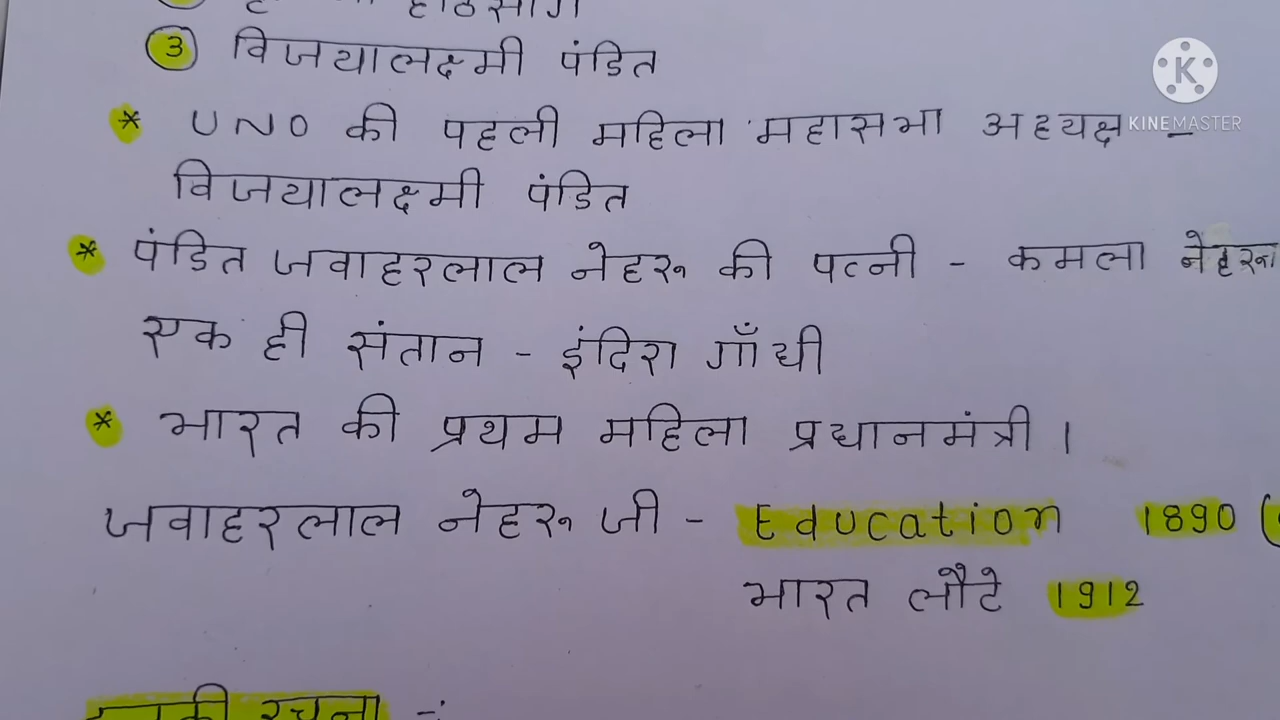 ③ विजयालक्ष्मी पंडित
* UNO की पहली महिला महासभा अध्यक्ष -
विजयालक्ष्मी पंडित
* पंडित जवाहरलाल नेहरू की पत्नी - कमला नेहरू
एक ही संतान - इंदिरा गाँधी
* भारत की प्रथम महिला प्रधानमंत्री ।
जवाहरलाल नेहरू जी - Education 1890 (
भारत लौटे 1912
रचना -:
KINEMASTER